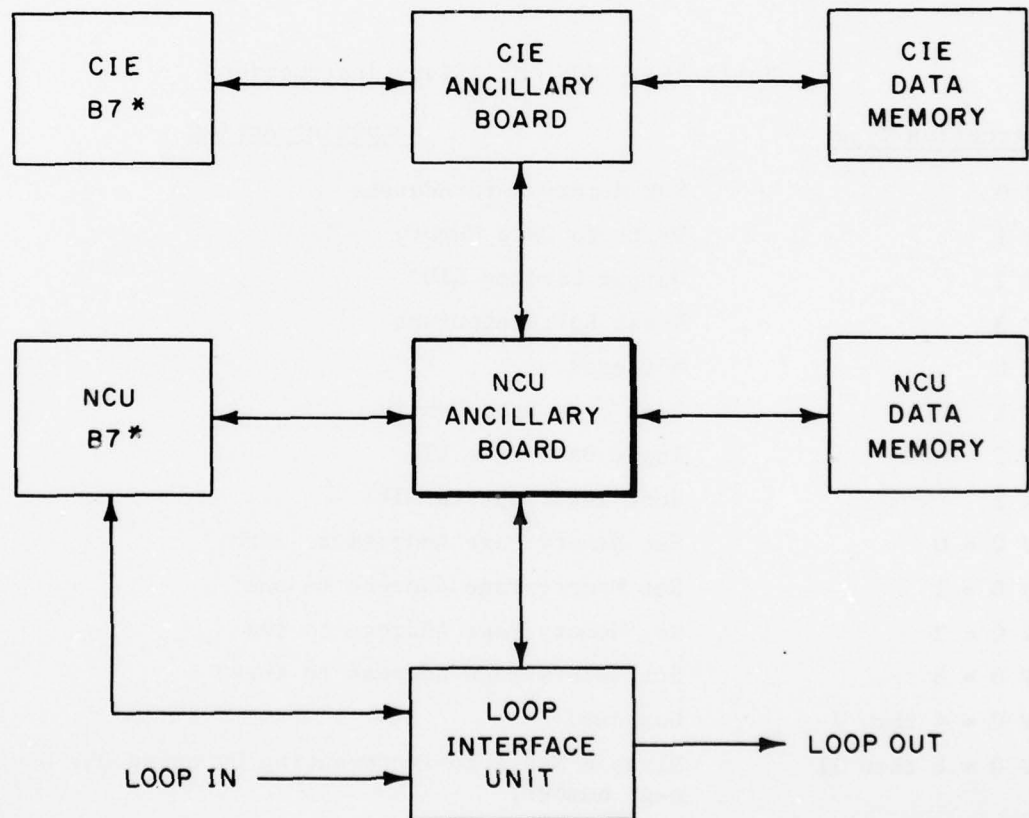 CIE
B7*
CIE
ANCILLARY
BOARD
CIE
DATA
MEMORY
NCU
B7*
NCU
ANCILLARY
BOARD
NCU
DATA
MEMORY
LOOP
INTERFACE
UNIT
LOOP IN
LOOP OUT